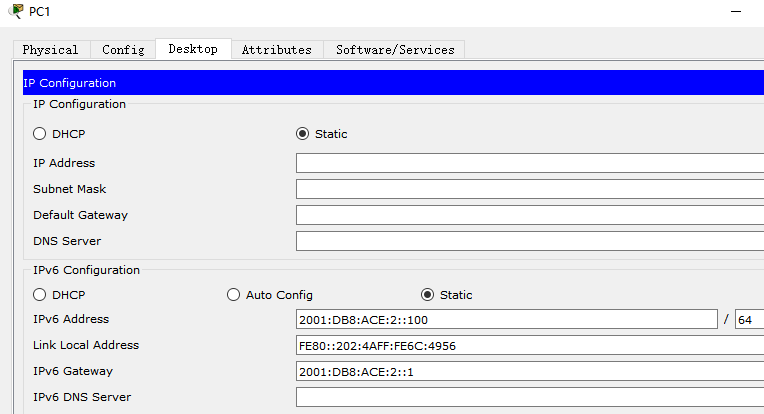 PC1
Physical Config Desktop Attributes Software/Services
IP Configuration
IP Configuration
DHCP Static
IP Address
Subnet Mask
Default Gateway
DNS Server
IPv6 Configuration
DHCP Auto Config Static
IPv6 Address 2001:DB8:ACE:2::100 / 64
Link Local Address FE80::202:4AFF:FE6C:4956
IPv6 Gateway 2001:DB8:ACE:2::1
IPv6 DNS Server